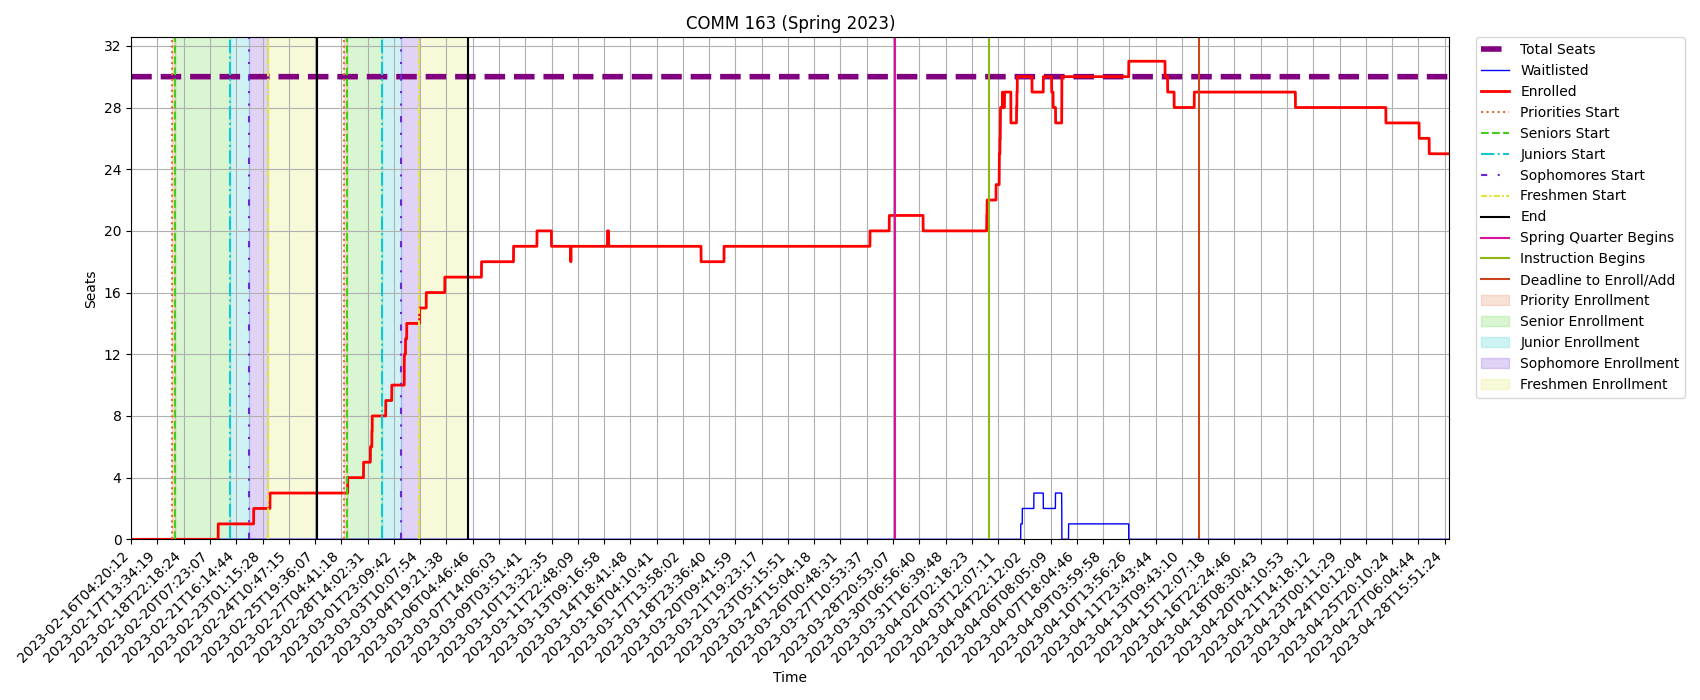 COMM 163 (Spring 2023)
32
28
24
20
16
12
8
4
0
Seats
2023-02-16T04:20:12
2023-02-17T13:34:19
2023-02-18T22:18:24
2023-02-20T07:23:07
2023-02-21T16:14:44
2023-02-23T01:15:28
2023-02-24T10:47:15
2023-02-25T19:36:07
2023-02-27T04:41:18
2023-02-28T14:02:31
2023-03-01T23:09:42
2023-03-03T10:07:54
2023-03-04T19:21:38
2023-03-06T04:46:46
2023-03-07T14:06:03
2023-03-09T03:51:41
2023-03-10T13:32:35
2023-03-11T22:48:09
2023-03-13T09:16:58
2023-03-14T18:41:48
2023-03-16T04:10:41
2023-03-17T13:58:02
2023-03-18T23:36:40
2023-03-20T09:41:59
2023-03-21T19:23:17
2023-03-23T05:15:51
2023-03-24T15:04:18
2023-03-26T00:48:31
2023-03-27T10:53:37
2023-03-28T20:53:07
2023-03-30T06:56:40
2023-03-31T16:39:48
2023-04-02T02:18:23
2023-04-03T12:07:11
2023-04-04T22:12:02
2023-04-06T08:05:09
2023-04-07T18:04:46
2023-04-09T03:59:58
2023-04-10T13:56:26
2023-04-11T23:43:44
2023-04-13T09:43:10
2023-04-15T12:07:18
2023-04-16T22:24:46
2023-04-18T08:30:43
2023-04-20T04:10:53
2023-04-21T14:18:12
2023-04-23T00:11:29
2023-04-24T10:12:04
2023-04-25T20:10:24
2023-04-27T06:04:44
2023-04-28T15:51:24
Time
Total Seats
Waitlisted
Enrolled
Priorities Start
Seniors Start
Juniors Start
Sophomores Start
Freshmen Start
End
Spring Quarter Begins
Instruction Begins
Deadline to Enroll/Add
Priority Enrollment
Senior Enrollment
Junior Enrollment
Sophomore Enrollment
Freshmen Enrollment